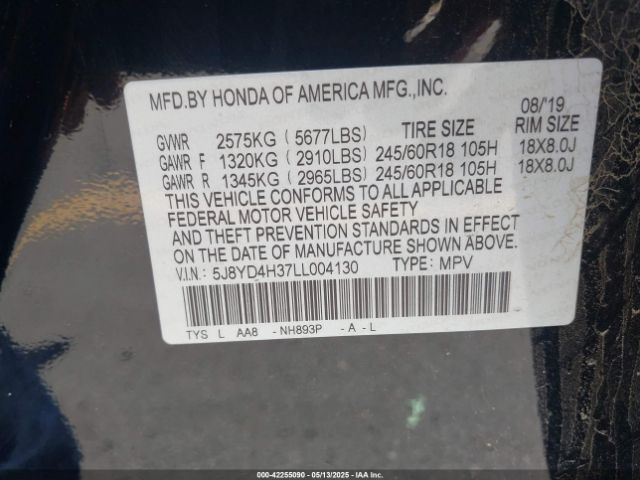 MFD.BY HONDA OF AMERICA MFG.,INC.
08/'19
GVWR 2575KG ( 5677LBS) TIRE SIZE RIM SIZE
GAWR F 1320KG ( 2910LBS) 245/60R18 105H 18X8.0J
GAWR R 1345KG ( 2965LBS) 245/60R18 105H 18X8.0J
THIS VEHICLE CONFORMS TO ALL APPLICABLE
FEDERAL MOTOR VEHICLE SAFETY
AND THEFT PREVENTION STANDARDS IN EFFECT
ON THE DATE OF MANUFACTURE SHOWN ABOVE.
V.I.N.: 5J8YD4H37LL004130 TYPE: MPV
TYS L AA8 -NH893P -A-L
000-42255090 - 05/13/2025 - IAAI INC.